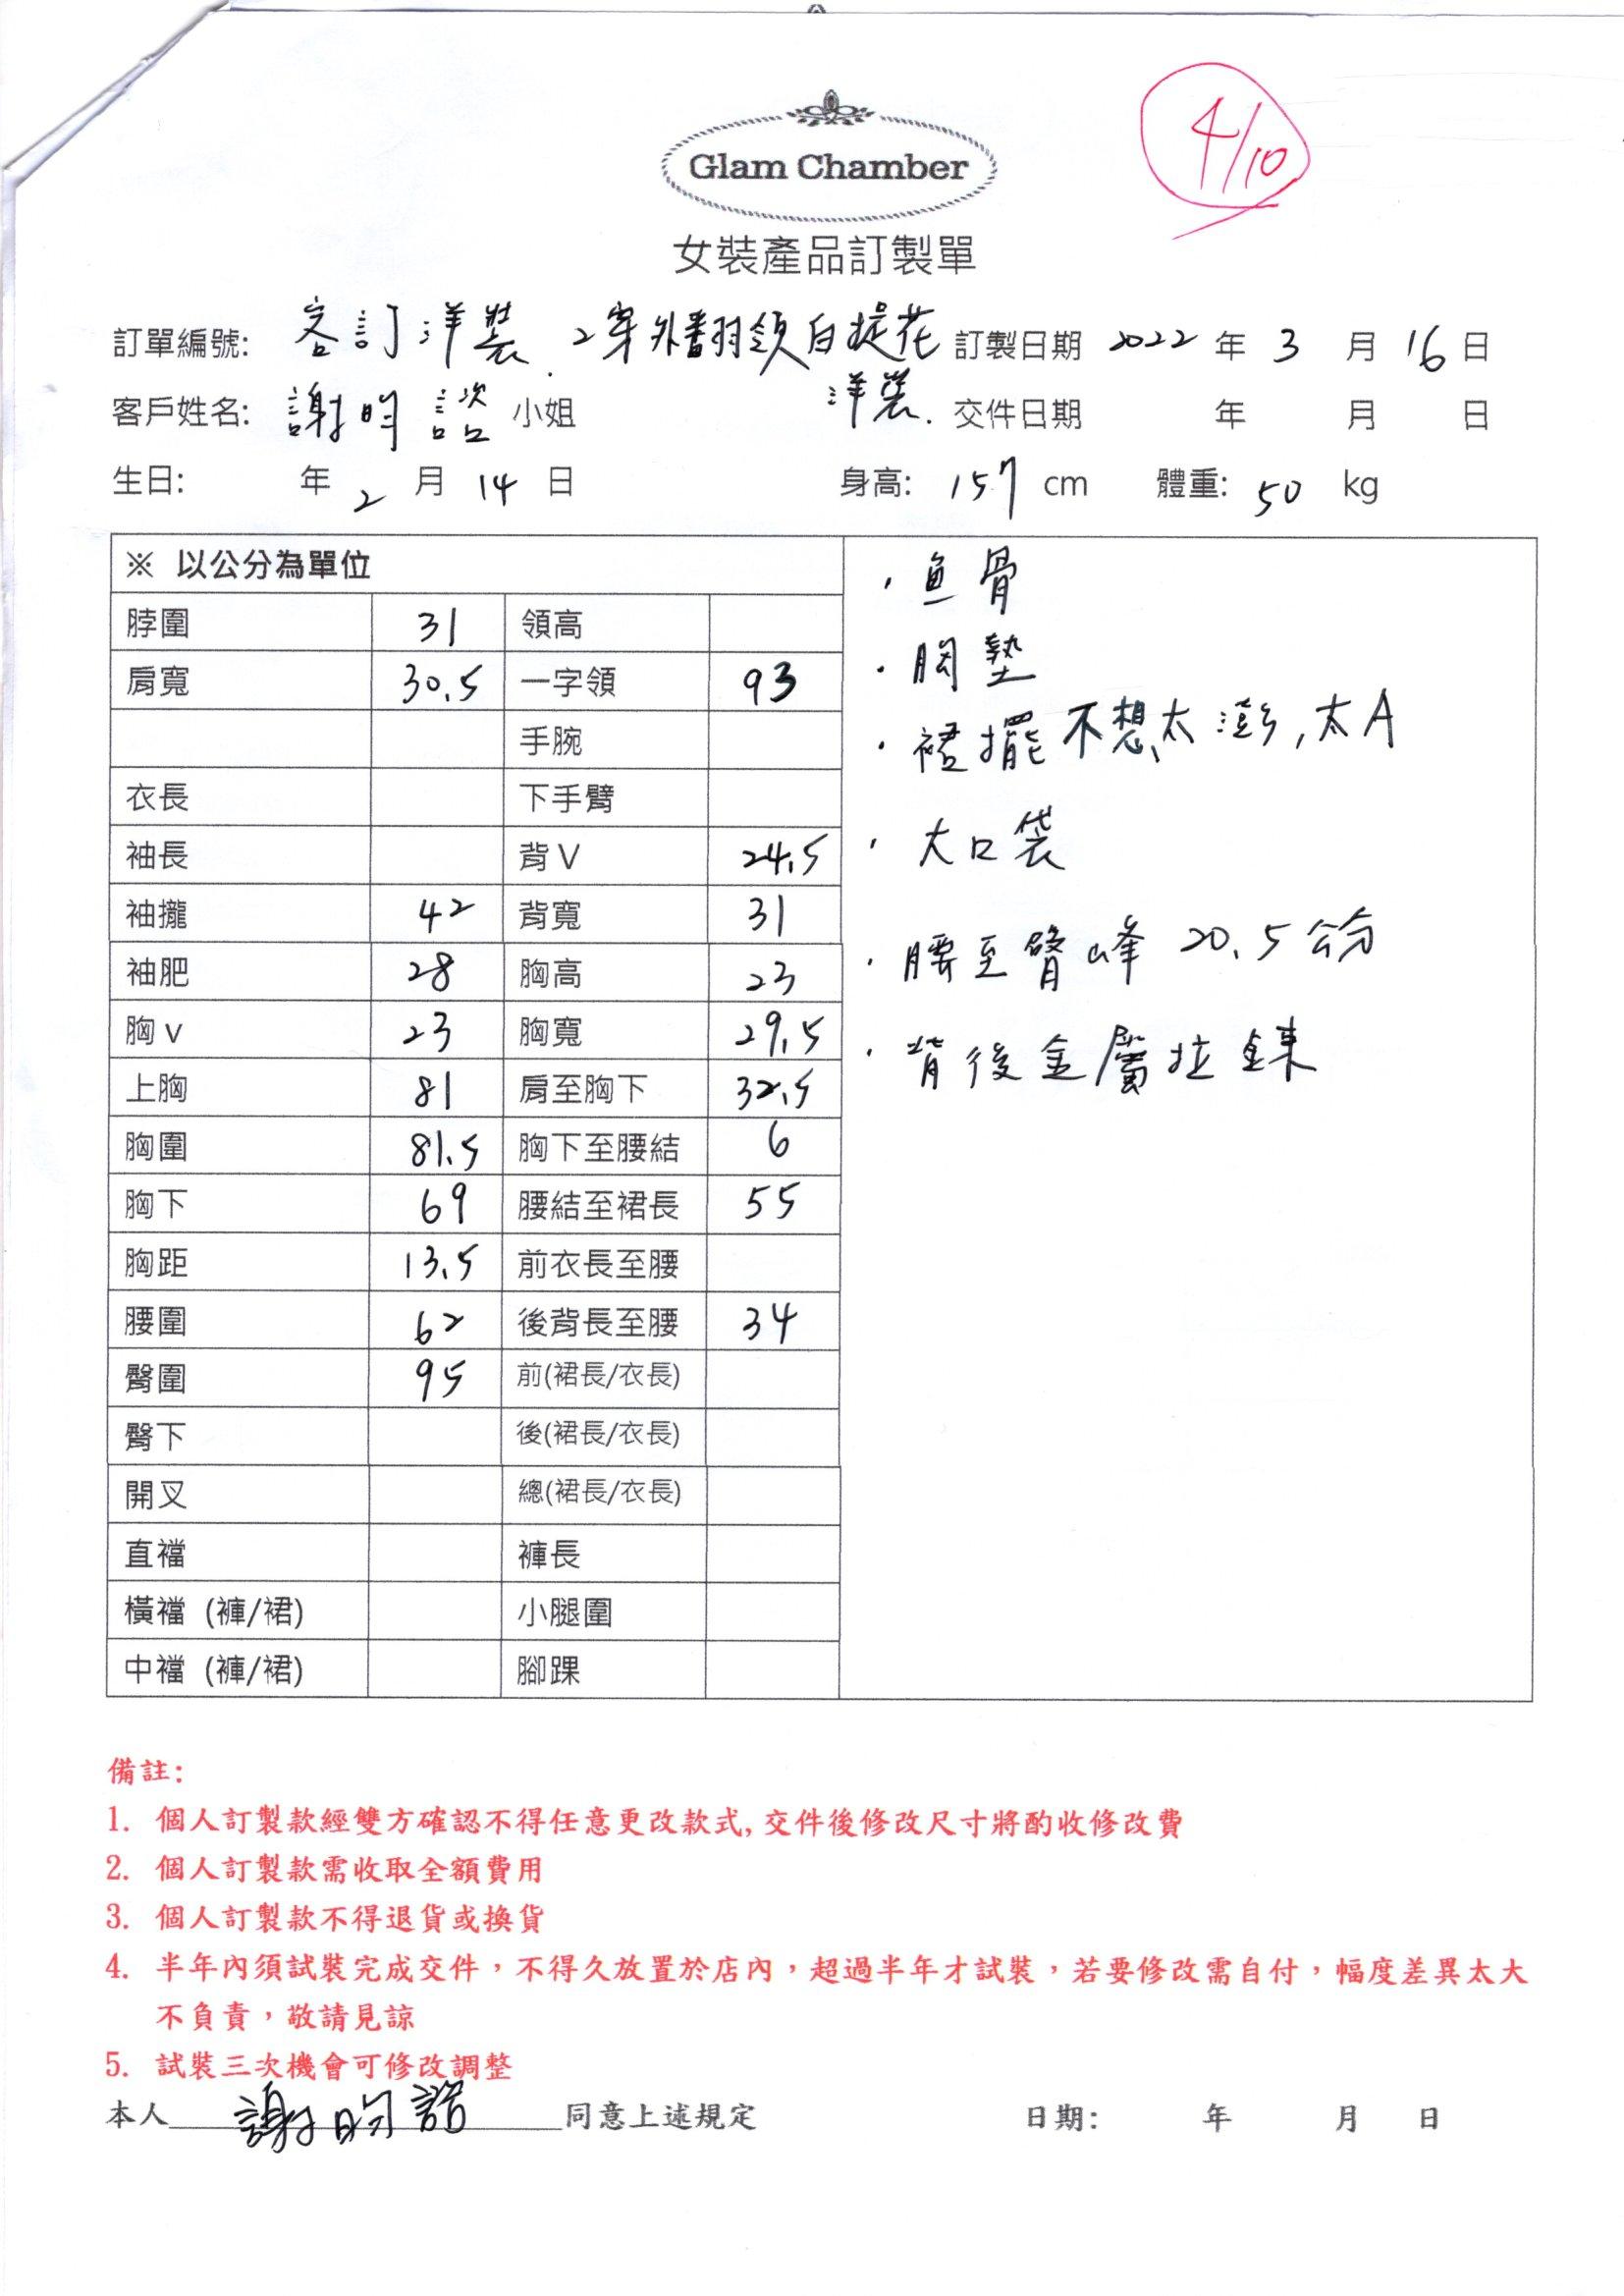 4/10
Glam Chamber
女裝產品訂製單
訂單編號: 客訂洋裝. 2穿外翻領白提花 訂製日期 2022 年 3 月 16 日
洋裝.
客戶姓名: 謝昀諮 小姐 交件日期 年 月 日
生日: 年 2 月 14 日 身高: 157 cm 體重: 50 kg
※ 以公分為單位
脖圍 31 領高
肩寬 30.5 一字領 93
手腕
衣長 下手臂
袖長 背V 24.5
袖攏 42 背寬 31
袖肥 28 胸高 23
胸v 23 胸寬 29.5
上胸 81 肩至胸下 32.5
胸圍 81.5 胸下至腰結 6
胸下 69 腰結至裙長 55
胸距 13.5 前衣長至腰
腰圍 62 後背長至腰 34
臀圍 95 前(裙長/衣長)
臀下 後(裙長/衣長)
開叉 總(裙長/衣長)
直襠 褲長
橫襠 (褲/裙) 小腿圍
中襠 (褲/裙) 腳踝
· 魚骨
· 胸墊
· 裙擺不想太澎,太A
· 大口袋
· 腰至臀峰 20.5公分
· 背後金屬拉鍊
備註:
1. 個人訂製款經雙方確認不得任意更改款式,交件後修改尺寸將酌收修改費
2. 個人訂製款需收取全額費用
3. 個人訂製款不得退貨或換貨
4. 半年內須試裝完成交件，不得久放置於店內，超過半年才試裝，若要修改需自付，幅度差異太大
不負責，敬請見諒
5. 試裝三次機會可修改調整
本人 謝昀諮 同意上述規定 日期: 年 月 日